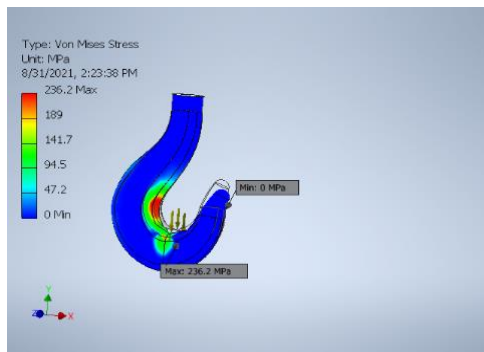 Type: Von Mises Stress
Unit: MPa
8/31/2021, 2:23:38 PM
236.2 Max
189
141.7
94.5
47.2
0 Min
Min: 0 MPa
Max: 236.2 MPa
Y
Z
X